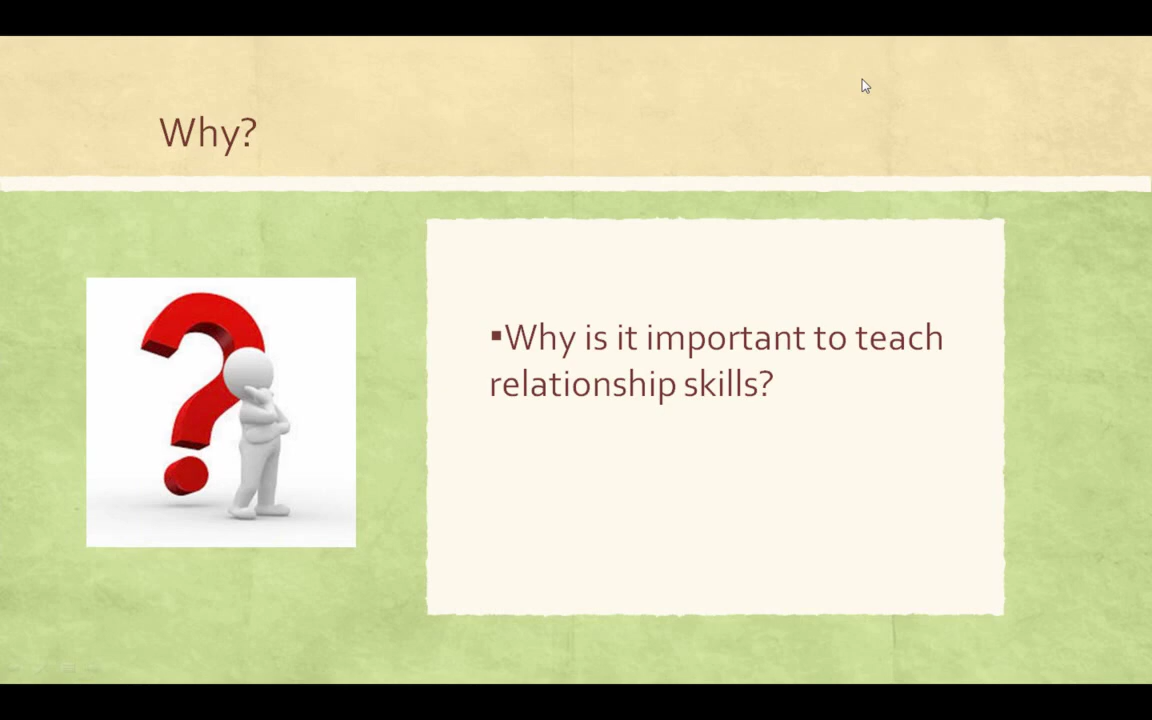 Why?
▪Why is it important to teach
relationship skills?